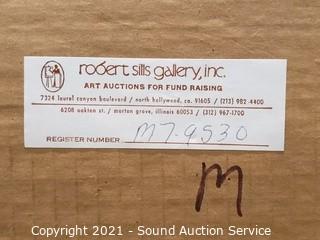 robert sills gallery, inc.
ART AUCTIONS FOR FUND RAISING
7324 laurel canyon boulevard / north hollywood, ca. 91605 / (213) 982-4400
6208 oakton st. / morton grove, illinois 60053 / (312) 967-1700
REGISTER NUMBER M7-9530
M
Copyright 2021 - Sound Auction Service